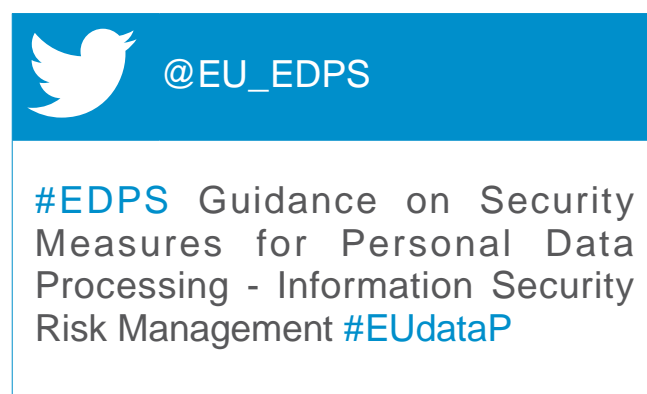 @EU_EDPS
#EDPS Guidance on Security
Measures for Personal Data
Processing - Information Security
Risk Management #EUdataP